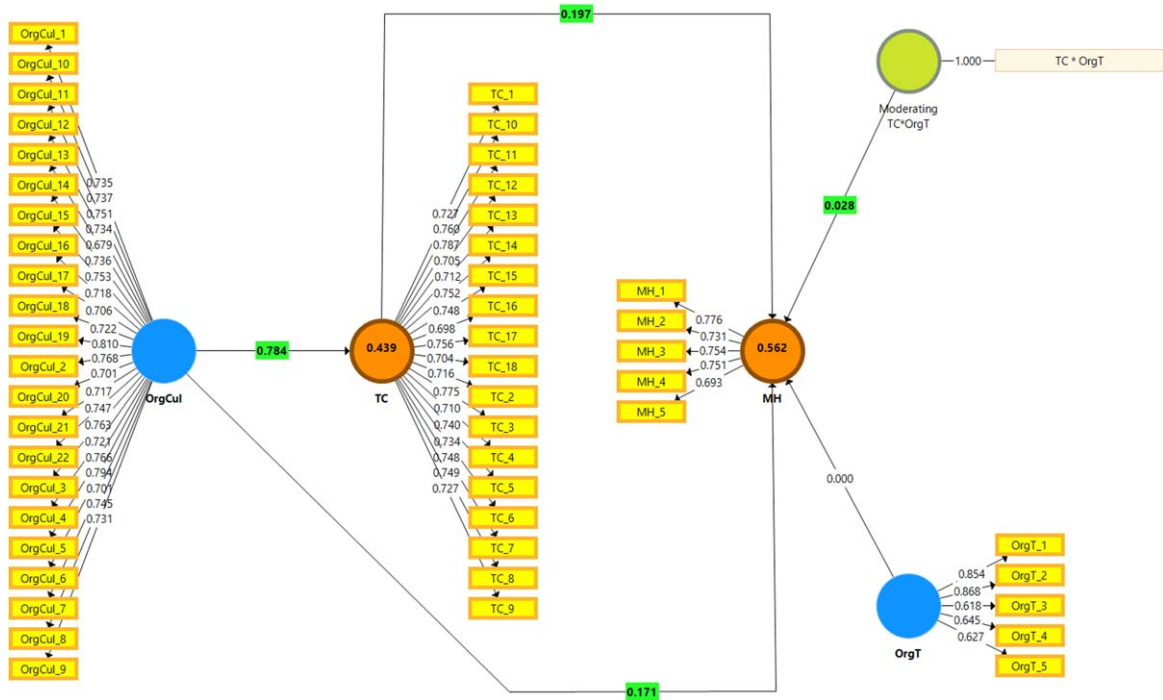 0.197
OrgCul_1
OrgCul_10
OrgCul_11
OrgCul_12
OrgCul_13
OrgCul_14
OrgCul_15
OrgCul_16
OrgCul_17
OrgCul_18
OrgCul_19
OrgCul_2
OrgCul_20
OrgCul_21
OrgCul_22
OrgCul_3
OrgCul_4
OrgCul_5
OrgCul_6
OrgCul_7
OrgCul_8
OrgCul_9
0.735
0.737
0.751
0.734
0.679
0.736
0.753
0.718
0.706
0.722
0.810
0.768
0.701
0.717
0.747
0.763
0.721
0.766
0.794
0.701
0.745
0.731
OrgCul
0.784
0.439
TC
0.727
0.760
0.787
0.705
0.712
0.752
0.748
0.698
0.756
0.704
0.716
0.775
0.710
0.740
0.734
0.748
0.749
0.727
TC_1
TC_10
TC_11
TC_12
TC_13
TC_14
TC_15
TC_16
TC_17
TC_18
TC_2
TC_3
TC_4
TC_5
TC_6
TC_7
TC_8
TC_9
MH_1
MH_2
MH_3
MH_4
MH_5
0.776
0.731
0.754
0.751
0.693
0.562
MH
Moderating
TC*OrgT
1.000
TC * OrgT
0.028
0.000
OrgT
0.854
0.868
0.618
0.645
0.627
OrgT_1
OrgT_2
OrgT_3
OrgT_4
OrgT_5
0.171